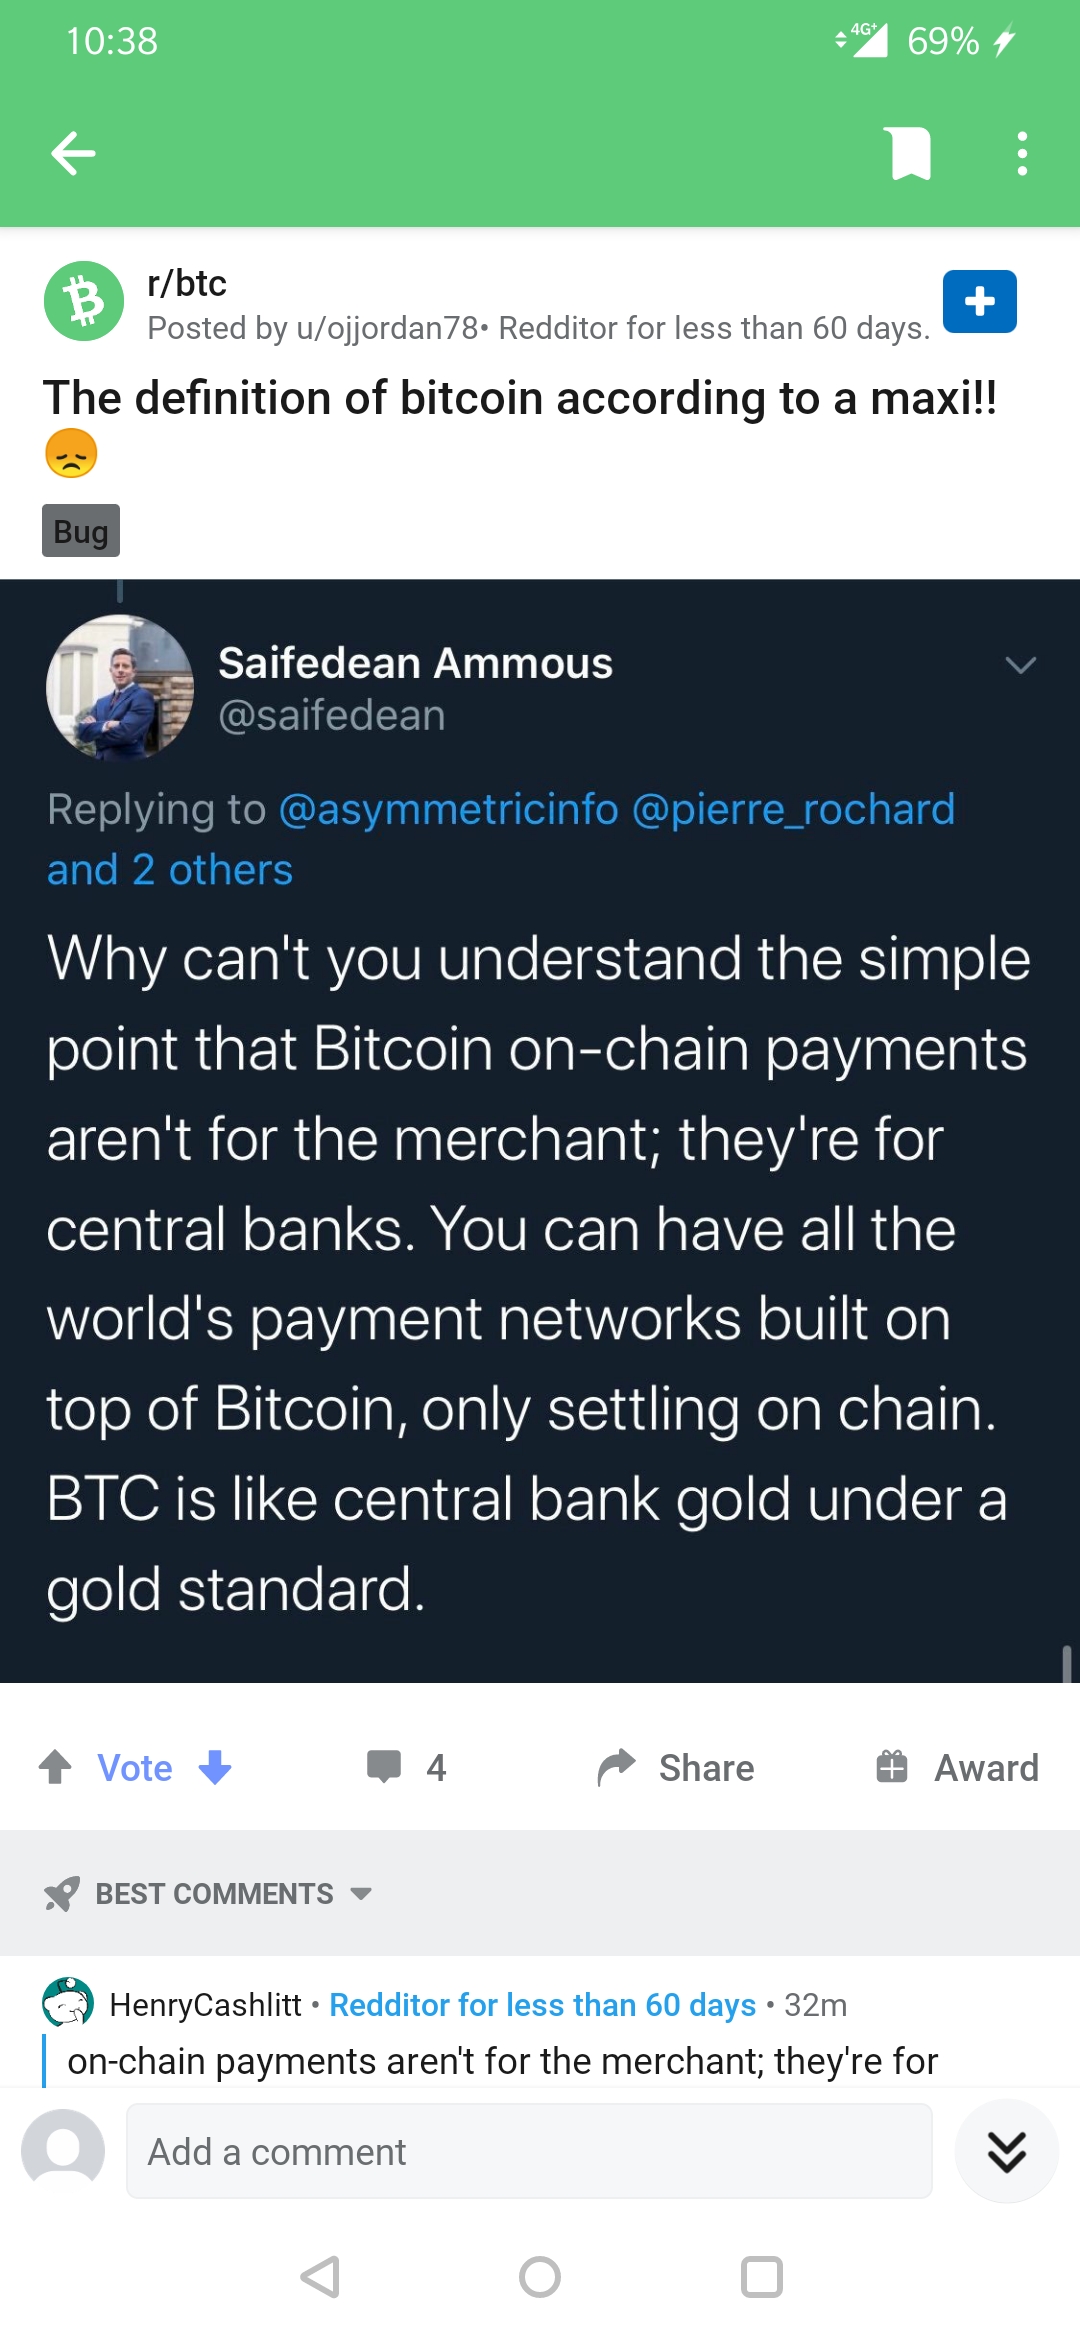 10:38
4G+ 69%
r/btc
Posted by u/ojjordan78• Redditor for less than 60 days.
The definition of bitcoin according to a maxi!!
😞
Bug
Saifedean Ammous
@saifedean
Replying to @asymmetricinfo @pierre_rochard
and 2 others
Why can't you understand the simple
point that Bitcoin on-chain payments
aren't for the merchant; they're for
central banks. You can have all the
world's payment networks built on
top of Bitcoin, only settling on chain.
BTC is like central bank gold under a
gold standard.
Vote 4 Share Award
BEST COMMENTS
HenryCashlitt • Redditor for less than 60 days • 32m
on-chain payments aren't for the merchant; they're for
Add a comment